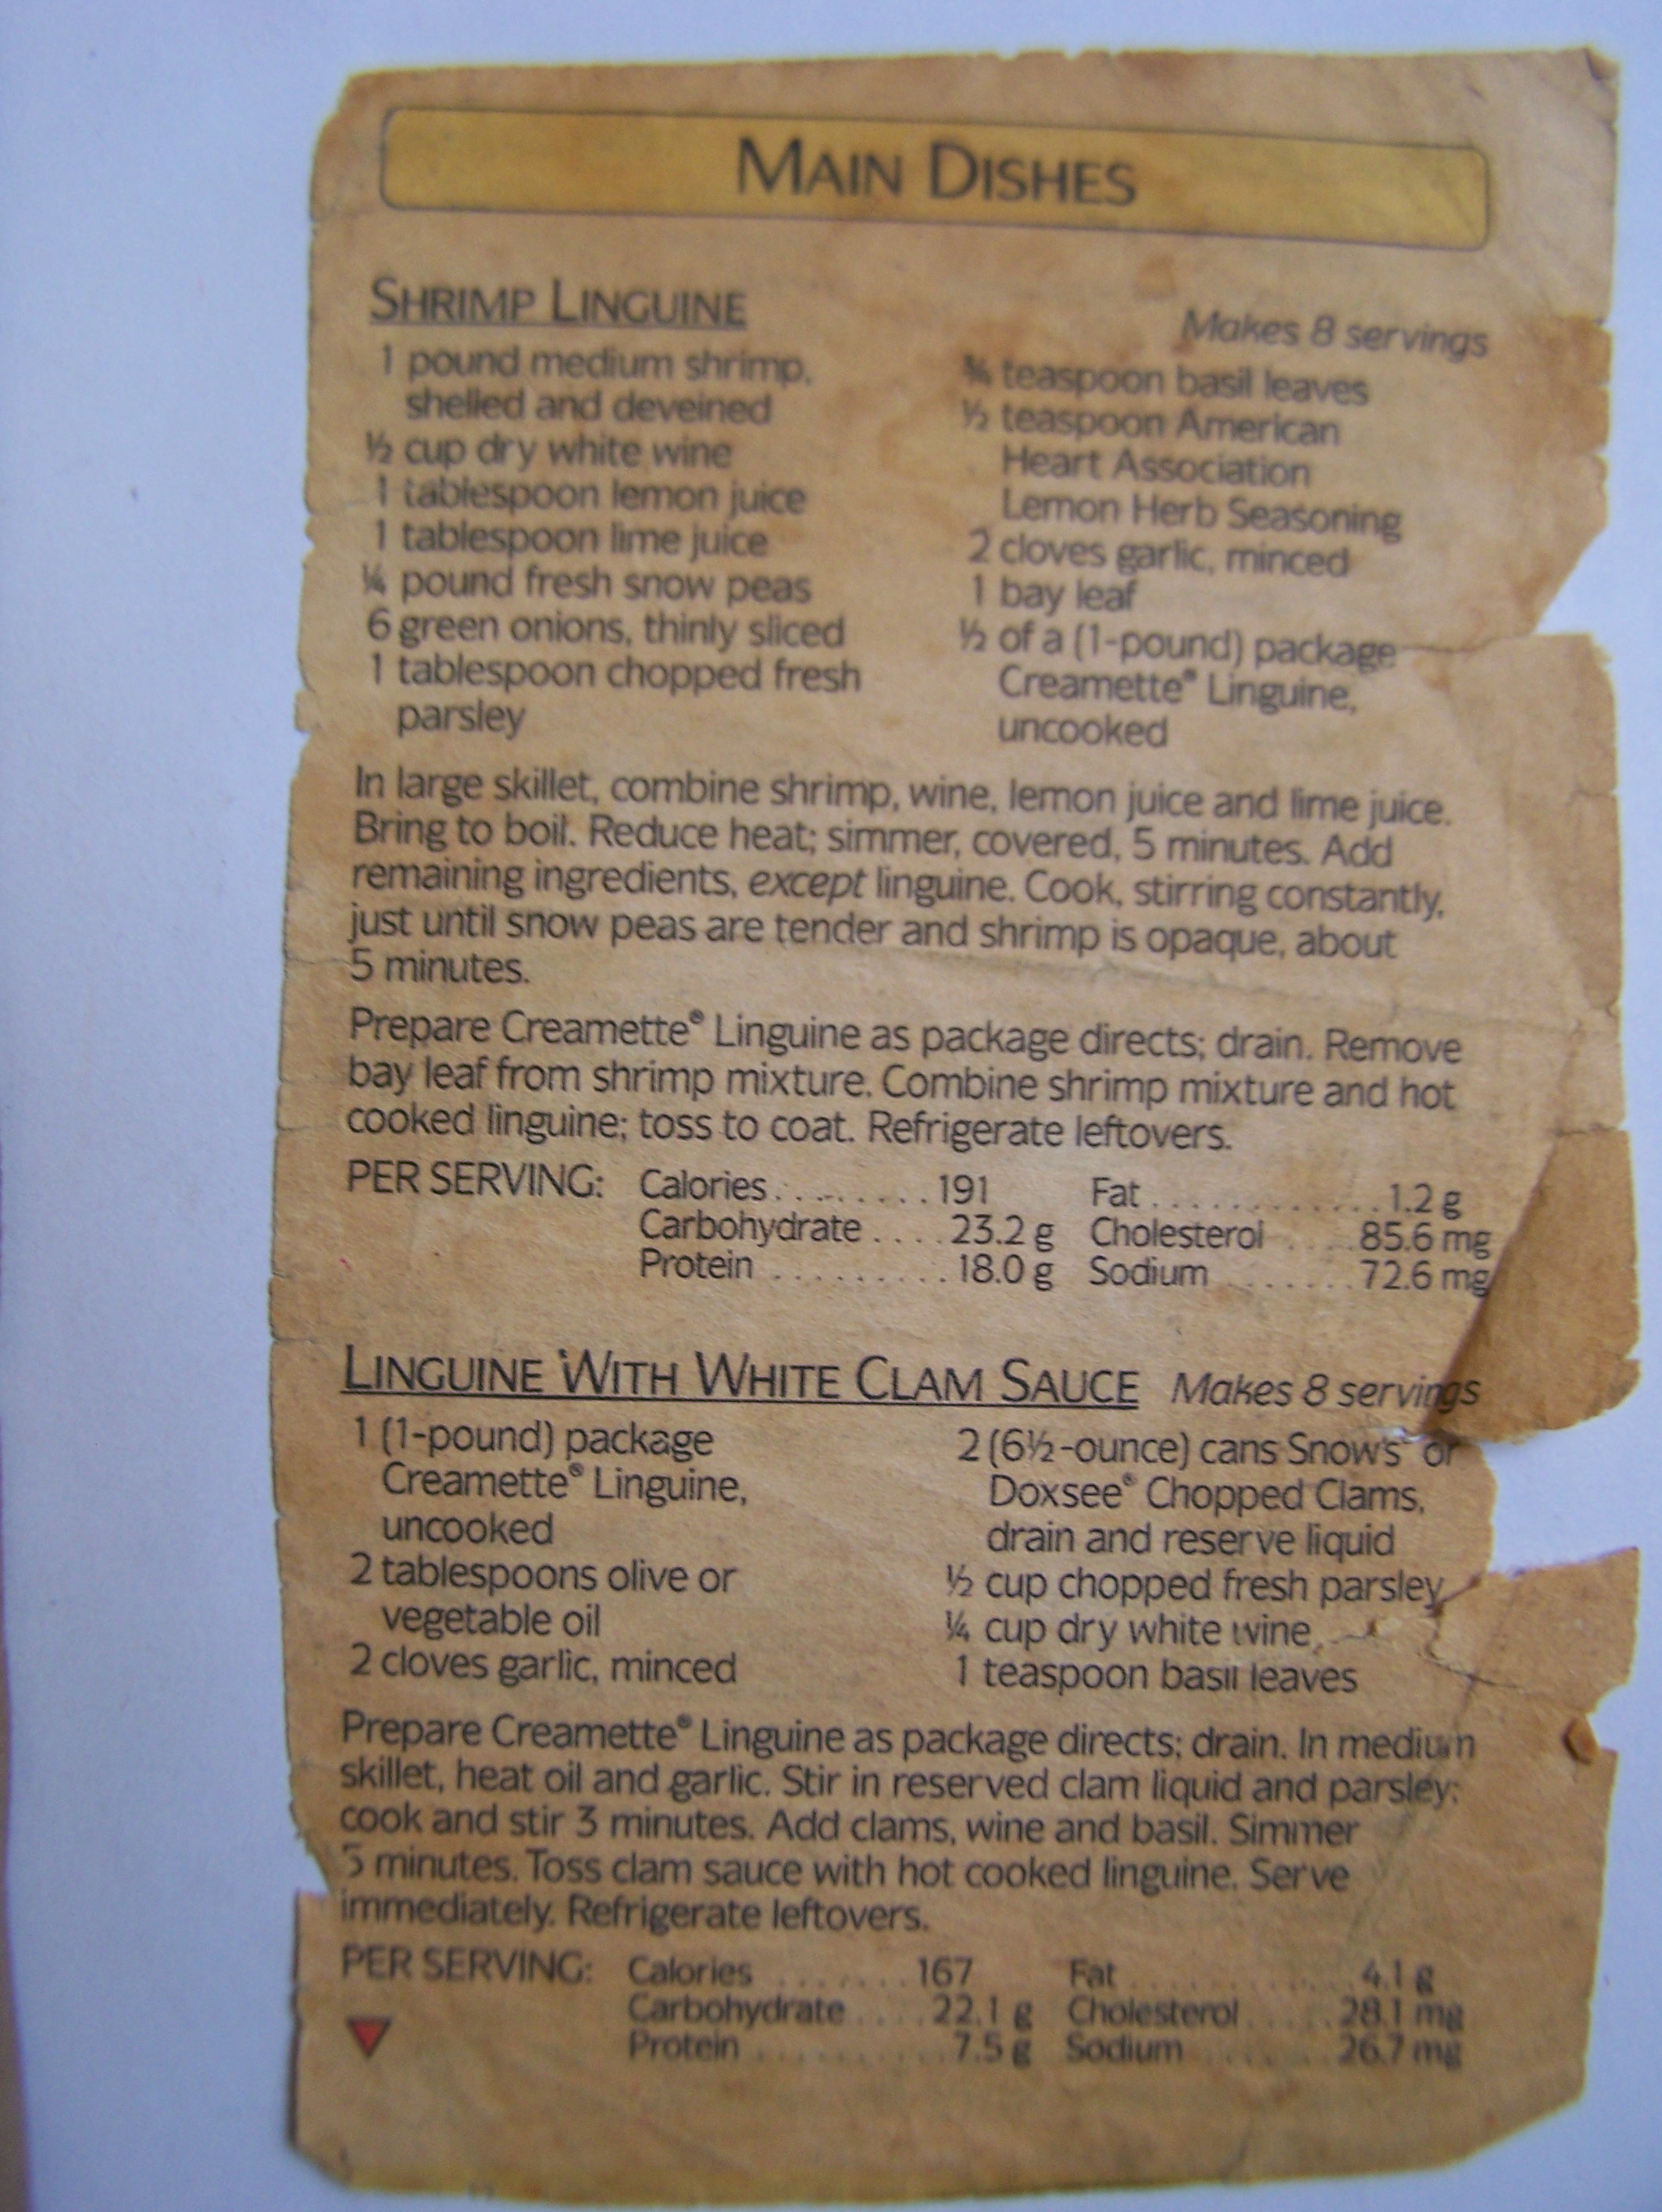 MAIN DISHES
SHRIMP LINGUINE
Makes 8 servings
1 pound medium shrimp,
shelled and deveined
½ cup dry white wine
1 tablespoon lemon juice
1 tablespoon lime juice
¼ pound fresh snow peas
6 green onions, thinly sliced
1 tablespoon chopped fresh
parsley
¾ teaspoon basil leaves
½ teaspoon American
Heart Association
Lemon Herb Seasoning
2 cloves garlic, minced
1 bay leaf
½ of a (1-pound) package
Creamette® Linguine,
uncooked
In large skillet, combine shrimp, wine, lemon juice and lime juice.
Bring to boil. Reduce heat; simmer, covered, 5 minutes. Add
remaining ingredients, except linguine. Cook, stirring constantly,
just until snow peas are tender and shrimp is opaque, about
5 minutes.
Prepare Creamette® Linguine as package directs; drain. Remove
bay leaf from shrimp mixture. Combine shrimp mixture and hot
cooked linguine; toss to coat. Refrigerate leftovers.
PER SERVING: Calories . . . . . . . . 191 Fat . . . . . . . . . . . . . 1.2 g
Carbohydrate . . . . 23.2 g Cholesterol . . . . 85.6 mg
Protein . . . . . . . . . . 18.0 g Sodium . . . . . . . 72.6 mg
LINGUINE WITH WHITE CLAM SAUCE Makes 8 servings
1 (1-pound) package
Creamette® Linguine,
uncooked
2 tablespoons olive or
vegetable oil
2 cloves garlic, minced
2 (6½-ounce) cans Snow's® or
Doxsee® Chopped Clams,
drain and reserve liquid
½ cup chopped fresh parsley
¼ cup dry white wine
1 teaspoon basil leaves
Prepare Creamette® Linguine as package directs; drain. In medium
skillet, heat oil and garlic. Stir in reserved clam liquid and parsley;
cook and stir 3 minutes. Add clams, wine and basil. Simmer
5 minutes. Toss clam sauce with hot cooked linguine. Serve
immediately. Refrigerate leftovers.
PER SERVING: Calories . . . . . . . 167 Fat . . . . . . . . . . . . . 4.1 g
Carbohydrate . . . . 22.1 g Cholesterol . . . . . 28.1 mg
Protein . . . . . . . . . . 7.5 g Sodium . . . . . . . 26.7 mg